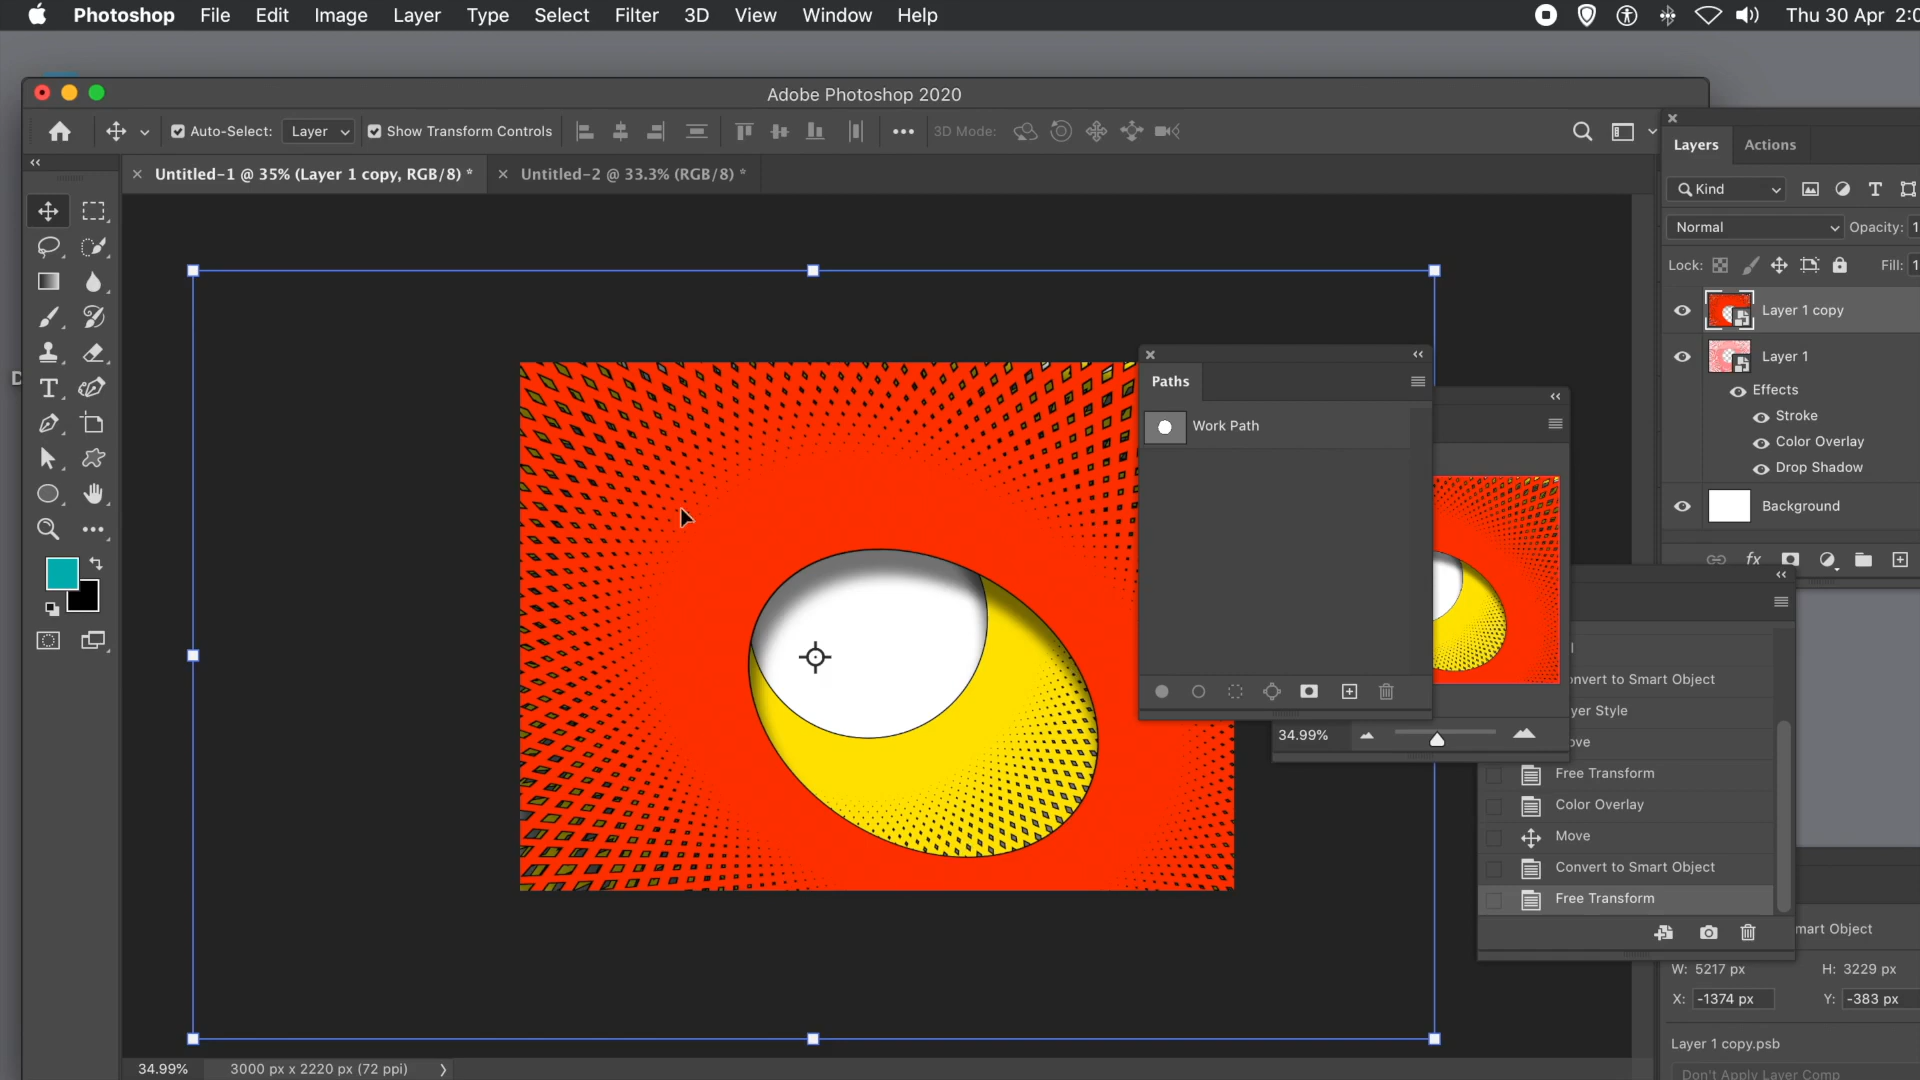 Photoshop File Edit Image Layer Type Select Filter 3D View Window Help
Thu 30 Apr 2:0
Adobe Photoshop 2020
Auto-Select: Layer Show Transform Controls 3D Mode:
Untitled-1 @ 35% (Layer 1 copy, RGB/8) * Untitled-2 @ 33.3% (RGB/8) *
Layers Actions
Kind
Normal Opacity: 1
Lock: Fill: 1
Layer 1 copy
Layer 1
Effects
Stroke
Color Overlay
Drop Shadow
Background
fx
Paths
Work Path
34.99%
onvert to Smart Object
yer Style
ove
Free Transform
Color Overlay
Move
Convert to Smart Object
Free Transform
mart Object
W: 5217 px H: 3229 px
X: -1374 px Y: -383 px
Layer 1 copy.psb
Don't Apply Layer Comp
34.99% 3000 px x 2220 px (72 ppi)